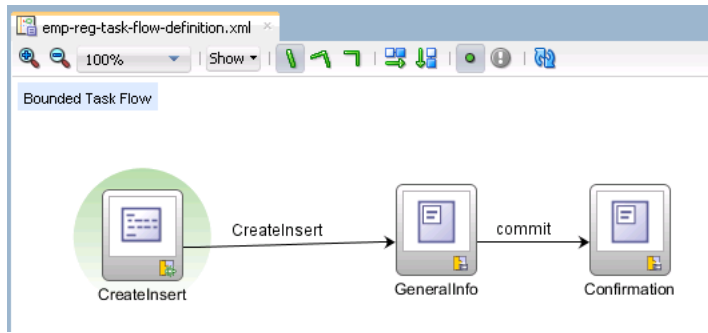 emp-reg-task-flow-definition.xml
100% Show
Bounded Task Flow
CreateInsert commit
CreateInsert GeneralInfo Confirmation